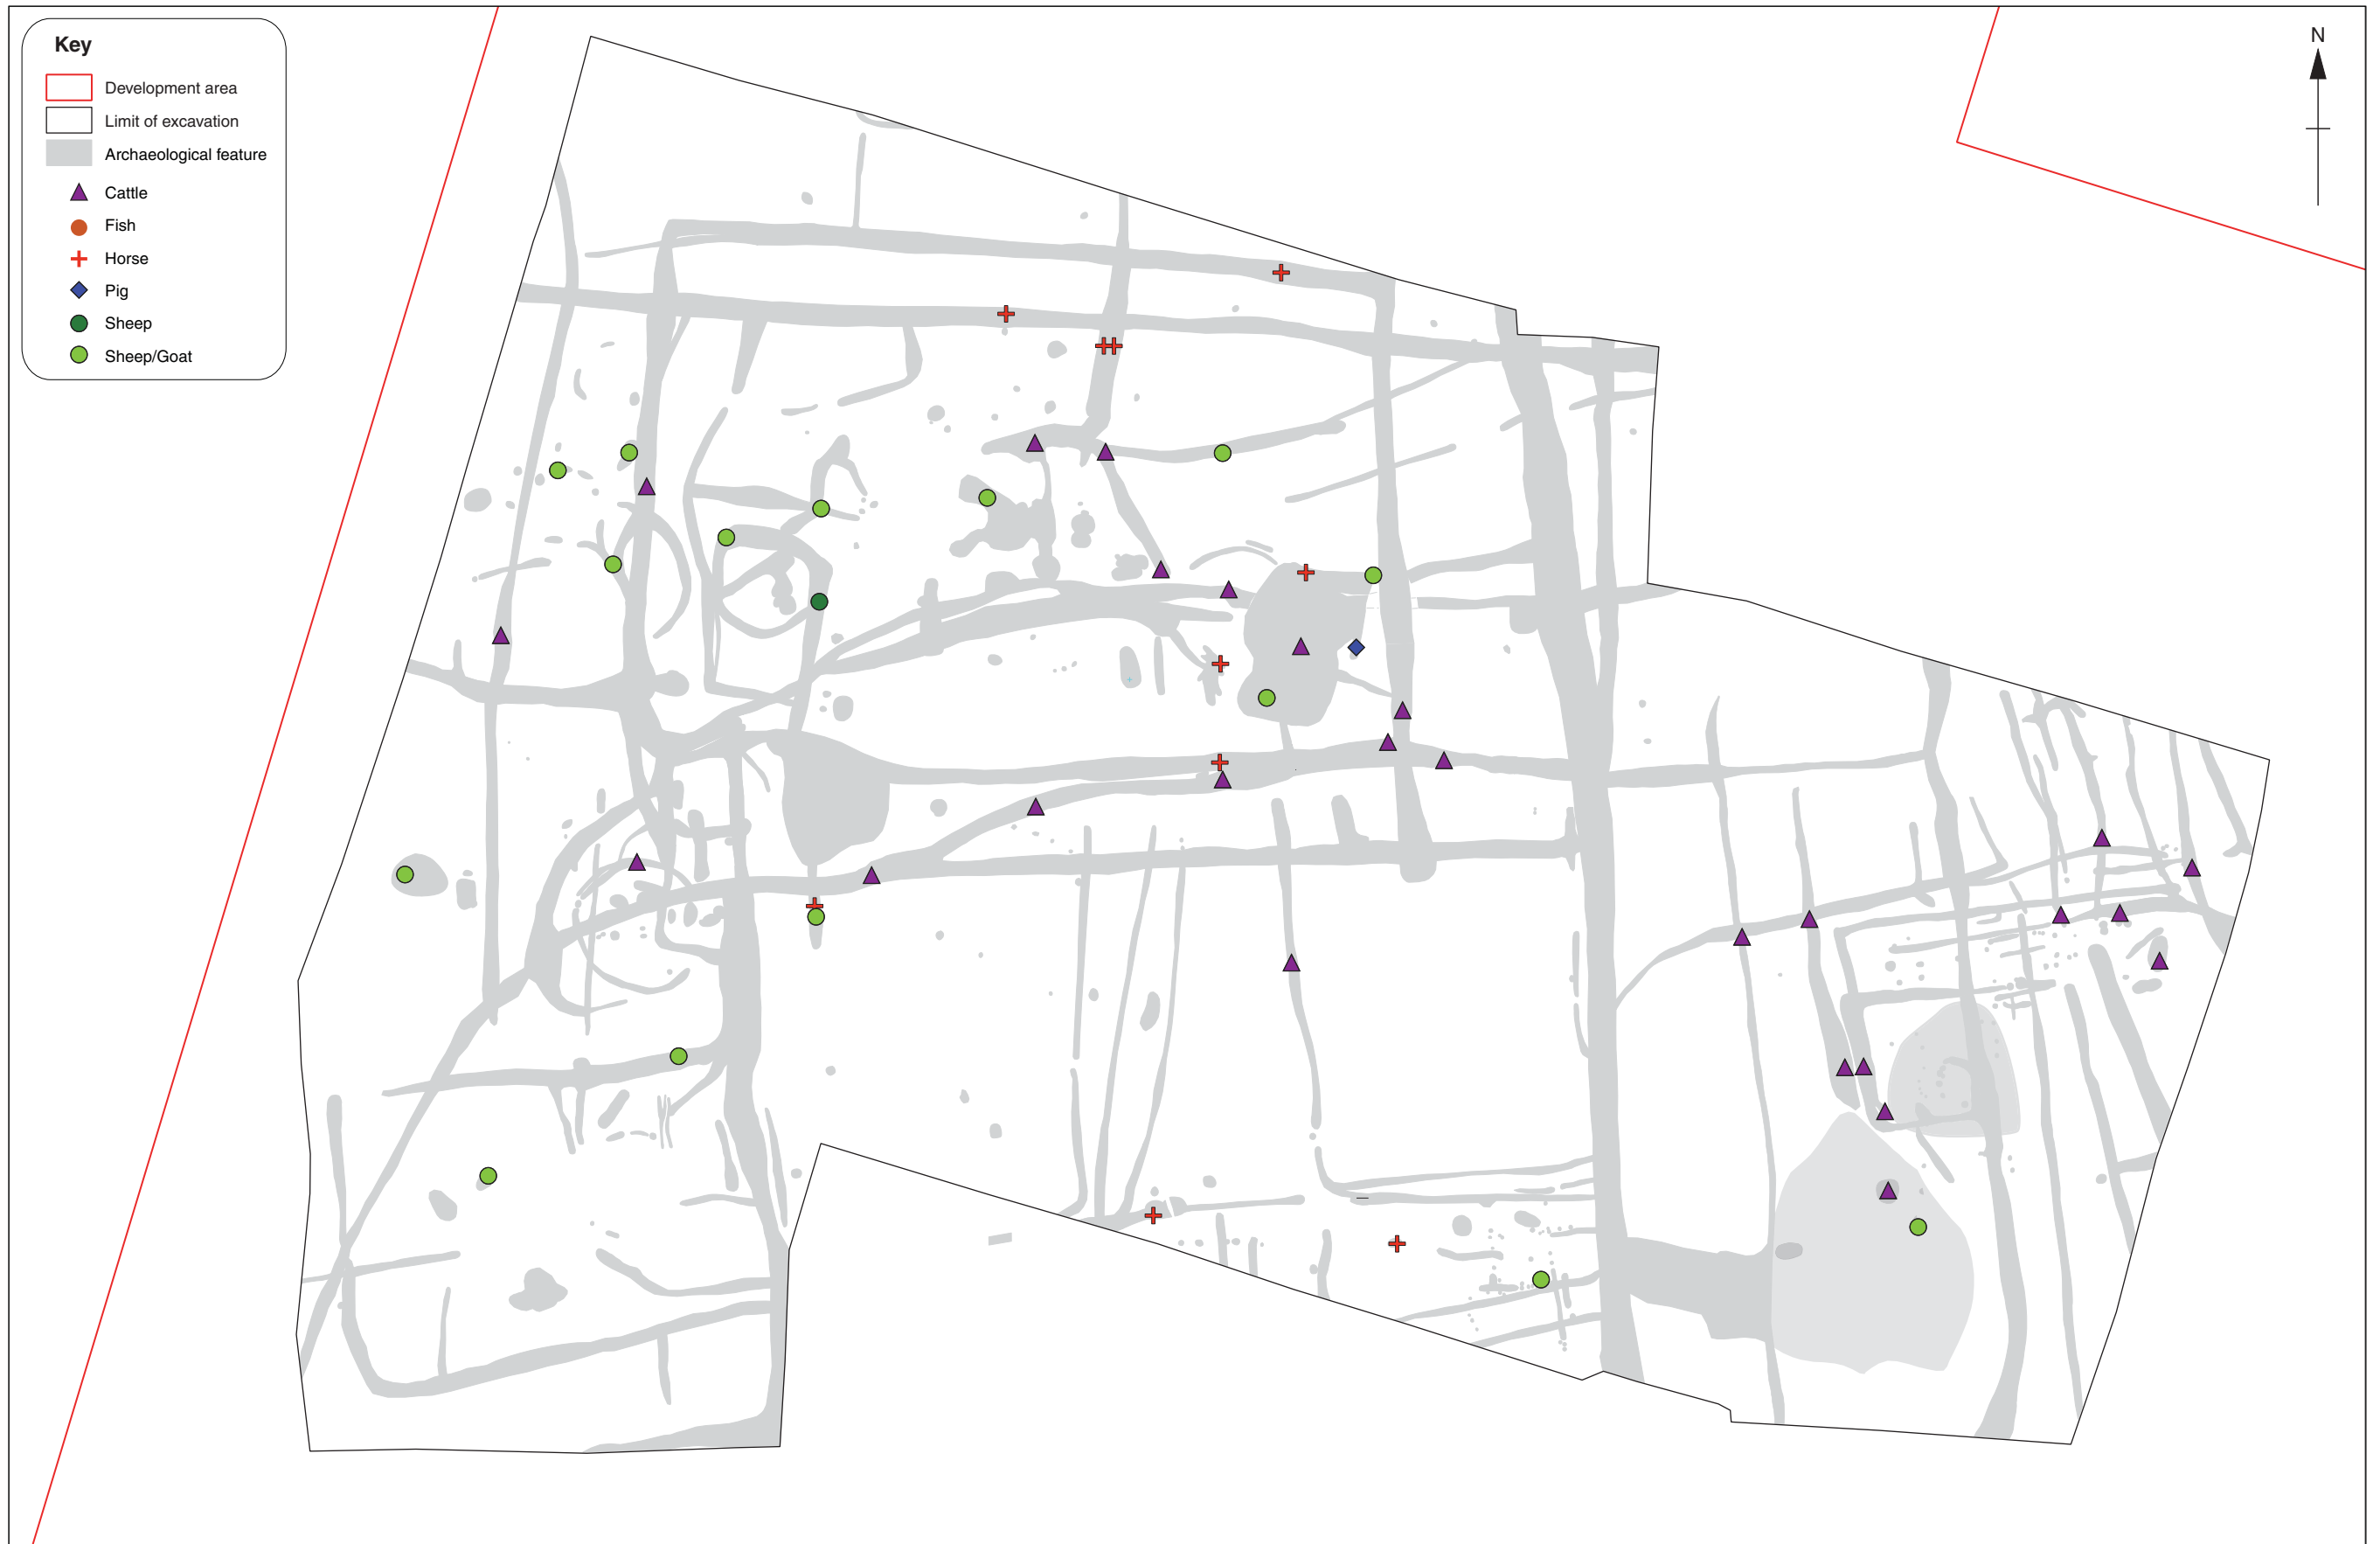 Key
Development area
Limit of excavation
Archaeological feature
Cattle
Fish
Horse
Pig
Sheep
Sheep/Goat
N